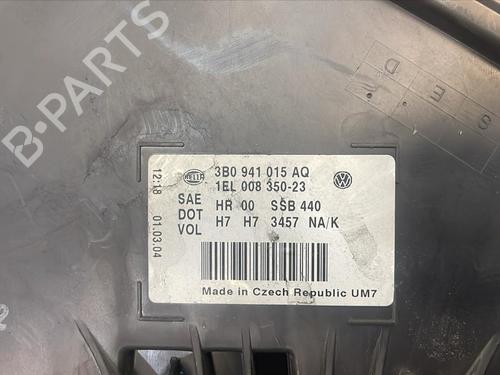 B-PARTS
D E S
HELLA
3B0 941 015 AQ
1EL 008 350-23
SAE HR 00 SSB 440
DOT H7 H7 3457 NA/K
VOL
12:18 01.03.04
Made in Czech Republic UM7